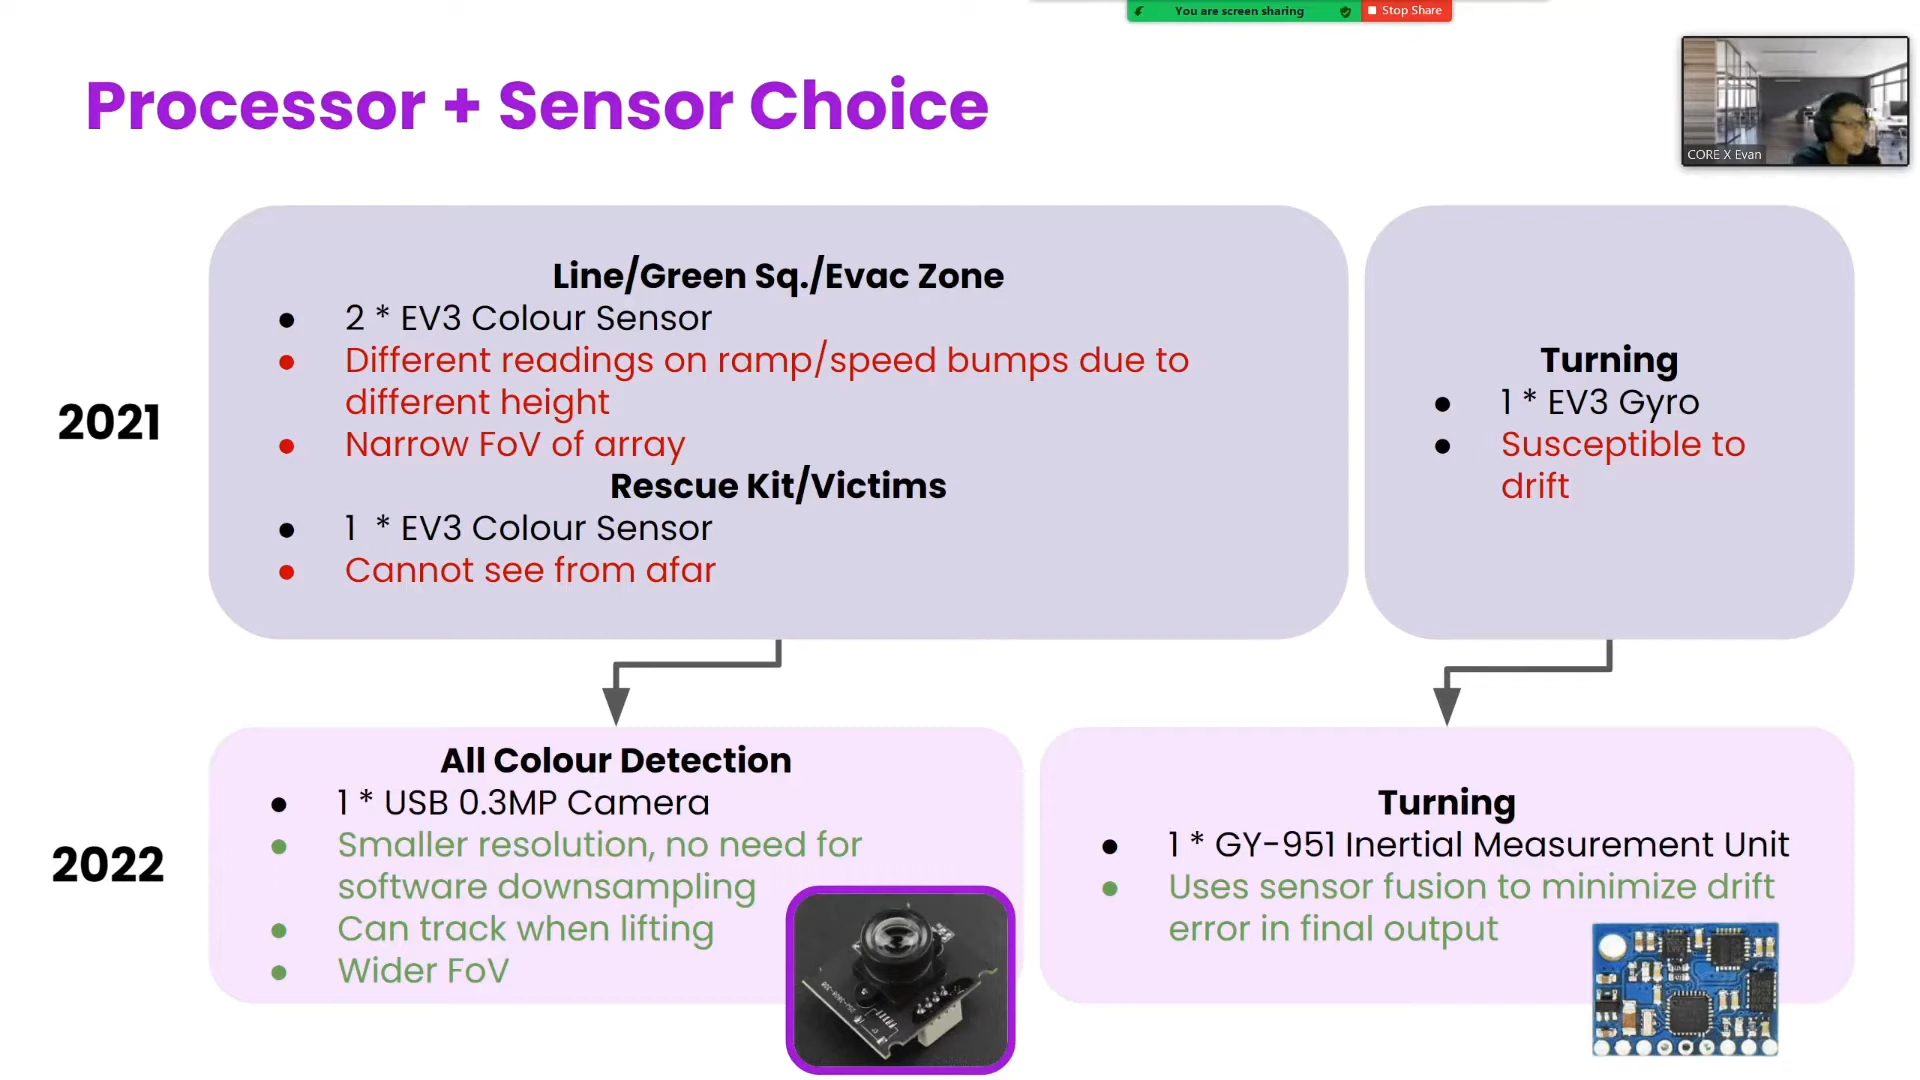 You are screen sharing
Stop Share
Processor + Sensor Choice
CORE X Evan
2021
Line/Green Sq./Evac Zone
● 2 * EV3 Colour Sensor
● Different readings on ramp/speed bumps due to
different height
● Narrow FoV of array
Rescue Kit/Victims
● 1 * EV3 Colour Sensor
● Cannot see from afar
Turning
● 1 * EV3 Gyro
● Susceptible to
drift
2022
All Colour Detection
● 1 * USB 0.3MP Camera
● Smaller resolution, no need for
software downsampling
● Can track when lifting
● Wider FoV
Turning
● 1 * GY-951 Inertial Measurement Unit
● Uses sensor fusion to minimize drift
error in final output